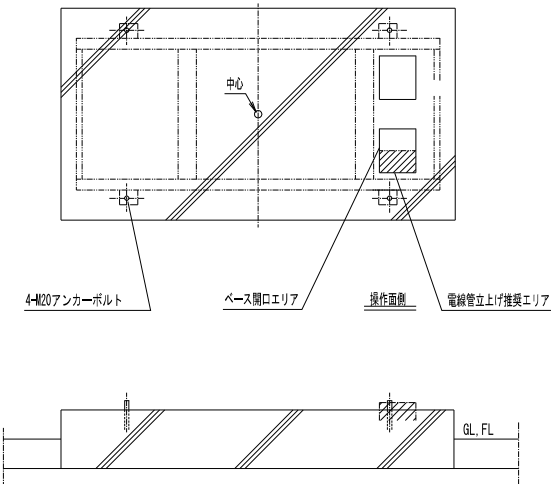 中心
4-M20アンカーボルト
ベース開口エリア
操作面側
電線管立上げ推奨エリア
GL, FL